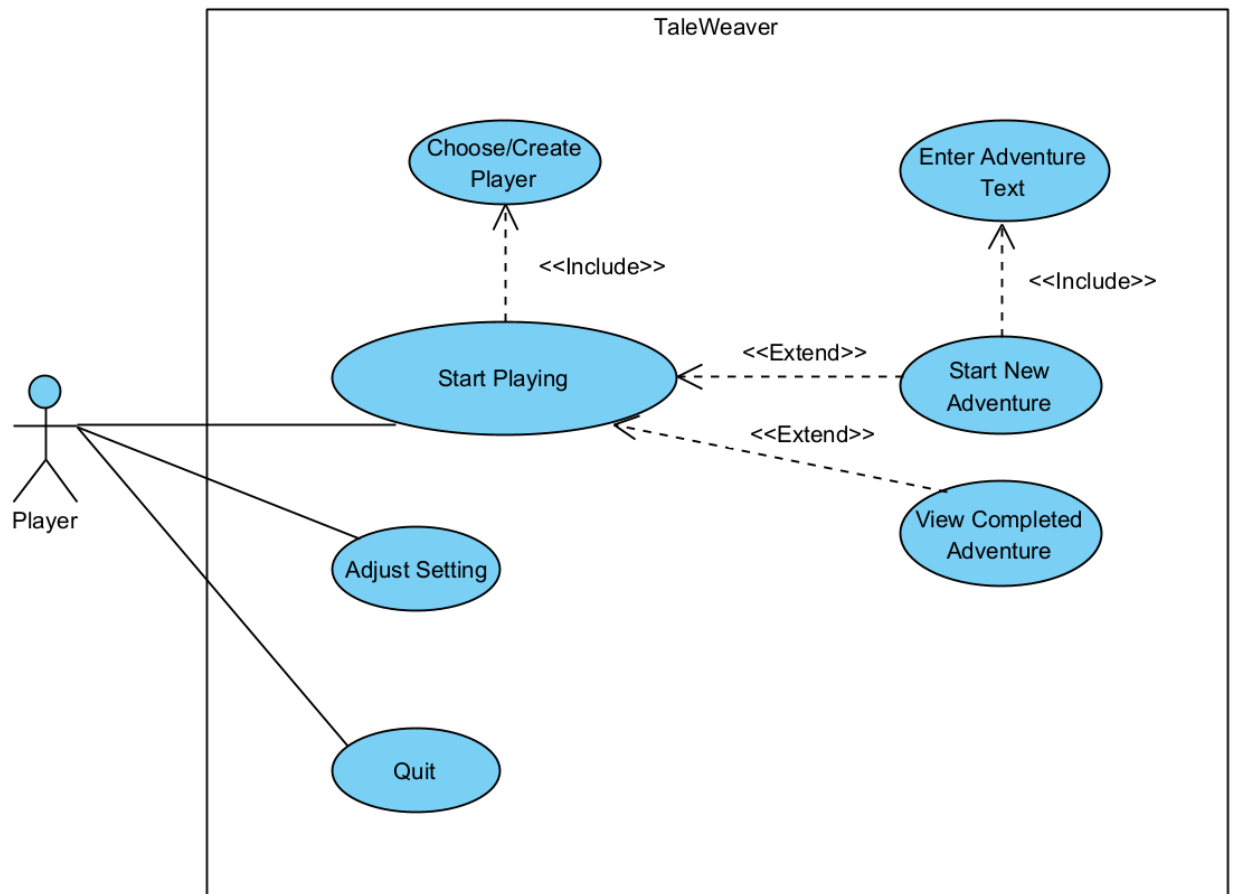 TaleWeaver
Choose/Create
Player
Enter Adventure
Text
<<Include>>
<<Include>>
Start Playing
<<Extend>>
Start New
Adventure
<<Extend>>
Player
View Completed
Adventure
Adjust Setting
Quit